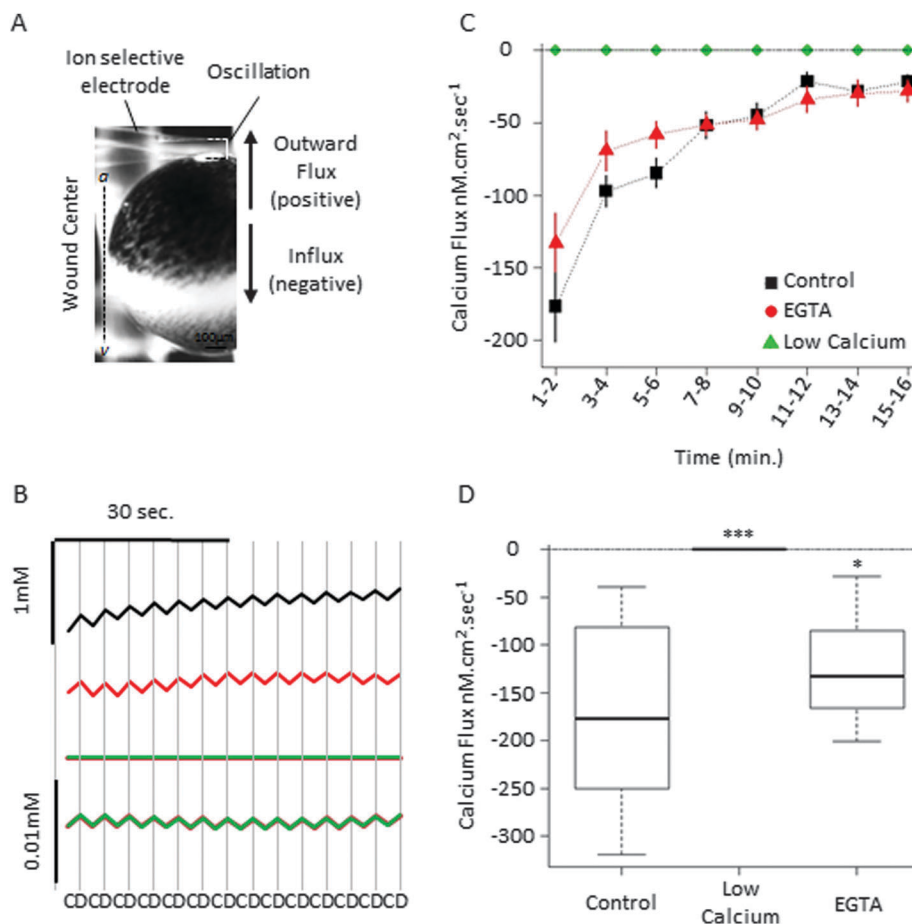 A
Ion selective
electrode
Oscillation
Outward
Flux
(positive)
Influx
(negative)
Wound Center
a
v
100µm
B
30 sec.
1mM
0.01mM
CDCDCDCDCDCDCDCDCDCDCDCDCDCD
C
Calcium Flux nM.cm².sec⁻¹
0
-50
-100
-150
-200
Control
EGTA
Low Calcium
1-2
3-4
5-6
7-8
9-10
11-12
13-14
15-16
Time (min.)
D
Calcium Flux nM.cm².sec⁻¹
0
-50
-100
-150
-200
-250
-300
***
*
Control
Low
Calcium
EGTA